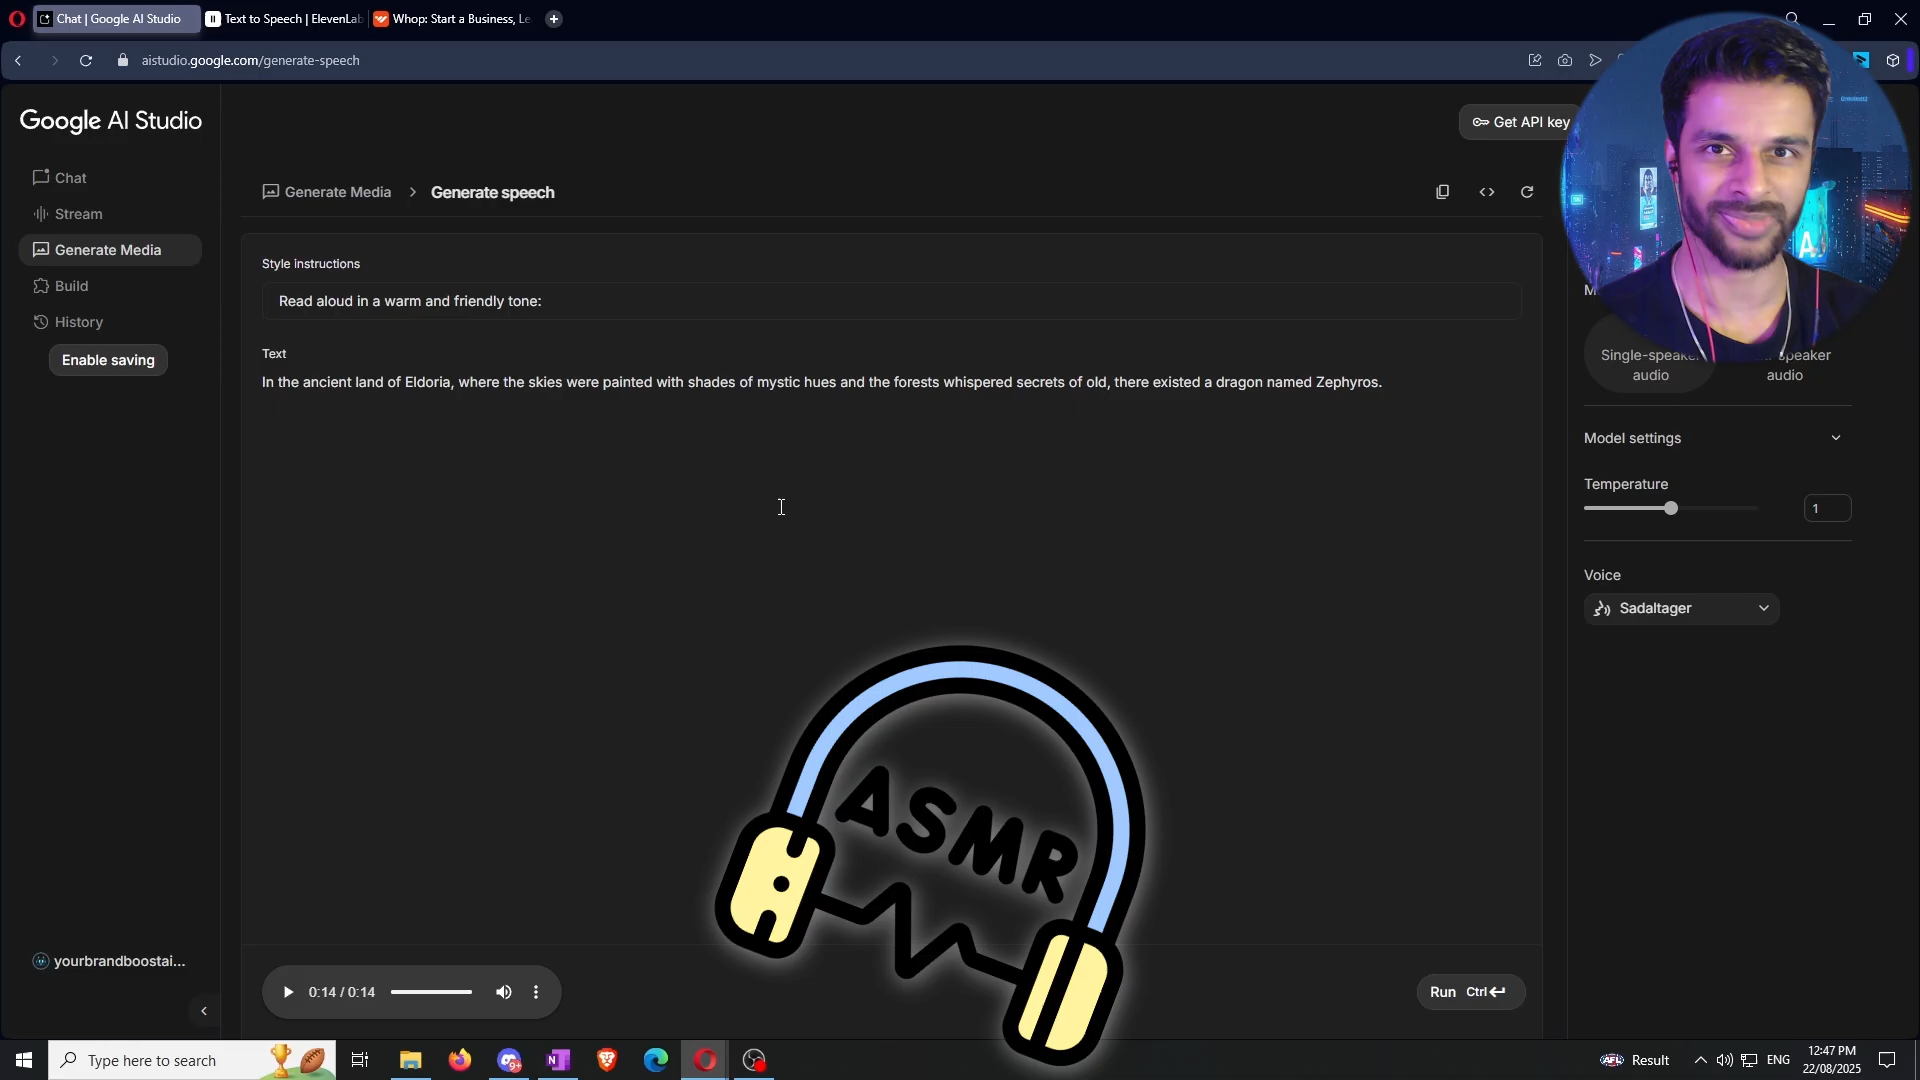 Chat | Google AI Studio
Text to Speech | ElevenLab
Whop: Start a Business, Le
aistudio.google.com/generate-speech
Google AI Studio
Get API key
Chat
Stream
Generate Media
Build
History
Enable saving
Generate Media > Generate speech
Style instructions
Read aloud in a warm and friendly tone:
Text
In the ancient land of Eldoria, where the skies were painted with shades of mystic hues and the forests whispered secrets of old, there existed a dragon named Zephyros.
Single-speaker
audio
speaker
audio
Model settings
Temperature
1
Voice
Sadaltager
ASMR
yourbrandboostai...
0:14 / 0:14
Run Ctrl
Type here to search
9+
AFL
Result
ENG
12:47 PM
22/08/2025